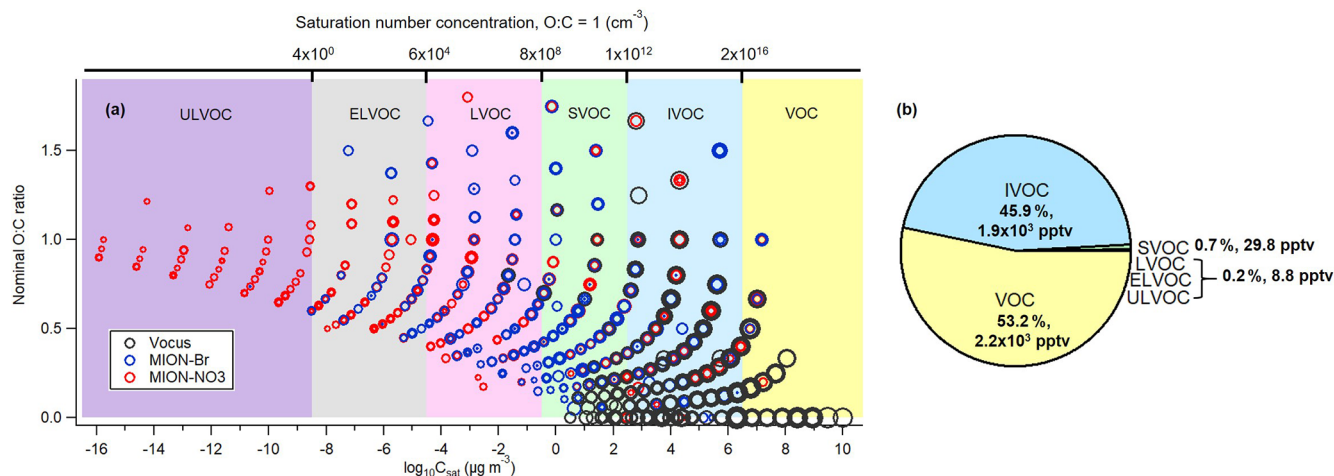 Saturation number concentration, O:C = 1 (cm⁻³)
4x10⁰ 6x10⁴ 8x10⁸ 1x10¹² 2x10¹⁶
(a)
ULVOC ELVOC LVOC SVOC IVOC VOC
Nominal O:C ratio
1.5
1.0
0.5
0.0
Vocus
MION-Br
MION-NO3
-16 -14 -12 -10 -8 -6 -4 -2 0 2 4 6 8 10
log₁₀Csat (µg m⁻³)
(b)
IVOC
45.9 %,
1.9x10³ pptv
SVOC 0.7%, 29.8 pptv
LVOC
ELVOC 0.2%, 8.8 pptv
ULVOC
VOC
53.2 %,
2.2x10³ pptv